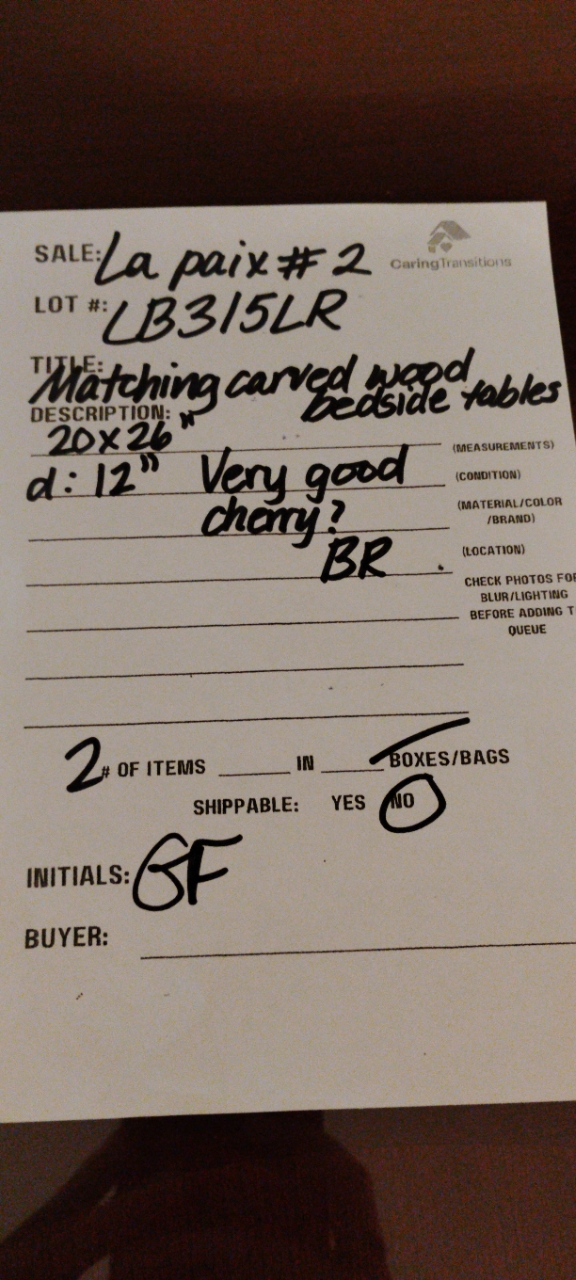 SALE: La paix # 2
CaringTransitions
LOT #: LB315LR
TITLE: Matching carved wood
bedside tables
DESCRIPTION:
20x26"
(MEASUREMENTS)
d: 12" Very good
(CONDITION)
cherry?
(MATERIAL/COLOR
/BRAND)
BR
(LOCATION)
CHECK PHOTOS FOR
BLUR/LIGHTING
BEFORE ADDING T
QUEUE
2 # OF ITEMS IN BOXES/BAGS
SHIPPABLE: YES NO
INITIALS: GF
BUYER: